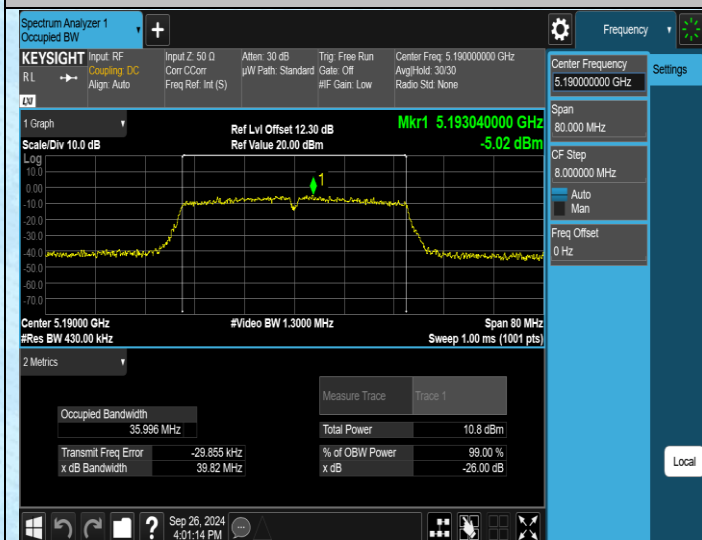 Spectrum Analyzer 1
Occupied BW
+
Frequency
KEYSIGHT
R L
LXI
Input: RF
Coupling: DC
Align: Auto
Input Z: 50 Ω
Corr CCorr
Freq Ref: Int (S)
Atten: 30 dB
µW Path: Standard
Trig: Free Run
Gate: Off
#IF Gain: Low
Center Freq: 5.190000000 GHz
Avg|Hold: 30/30
Radio Std: None
Center Frequency
5.190000000 GHz
Settings
Span
80.000 MHz
CF Step
8.000000 MHz
Auto
Man
Freq Offset
0 Hz
Local
1 Graph
Scale/Div 10.0 dB
Ref Lvl Offset 12.30 dB
Ref Value 20.00 dBm
Mkr1 5.193040000 GHz
-5.02 dBm
Log
10.0
0.00
-10.0
-20.0
-30.0
-40.0
-50.0
-60.0
-70.0
1
Center 5.19000 GHz
#Res BW 430.00 kHz
#Video BW 1.3000 MHz
Span 80 MHz
Sweep 1.00 ms (1001 pts)
2 Metrics
Measure Trace Trace 1
Occupied Bandwidth
35.996 MHz
Total Power 10.8 dBm
Transmit Freq Error -29.855 kHz
x dB Bandwidth 39.82 MHz
% of OBW Power 99.00 %
x dB -26.00 dB
?
Sep 26, 2024
4:01:14 PM